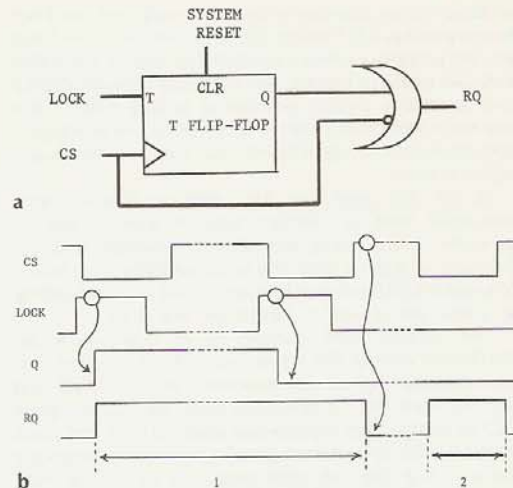 SYSTEM
RESET
LOCK
T
CLR
Q
T FLIP-FLOP
CS
RQ
a
CS
LOCK
Q
RQ
b
1
2